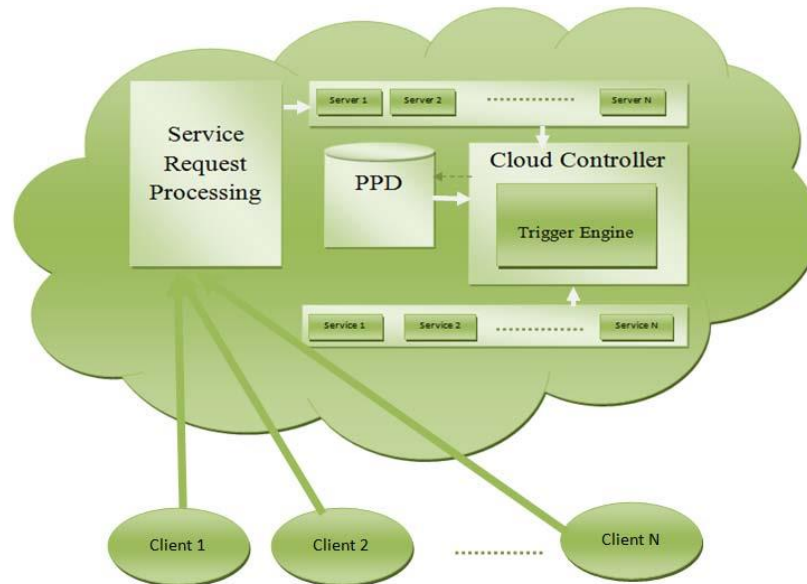 Service
Request
Processing
Server 1
Server 2
....................
Server N
PPD
Cloud Controller
Trigger Engine
Service 1
Service 2
....................
Service N
Client 1
Client 2
....................
Client N